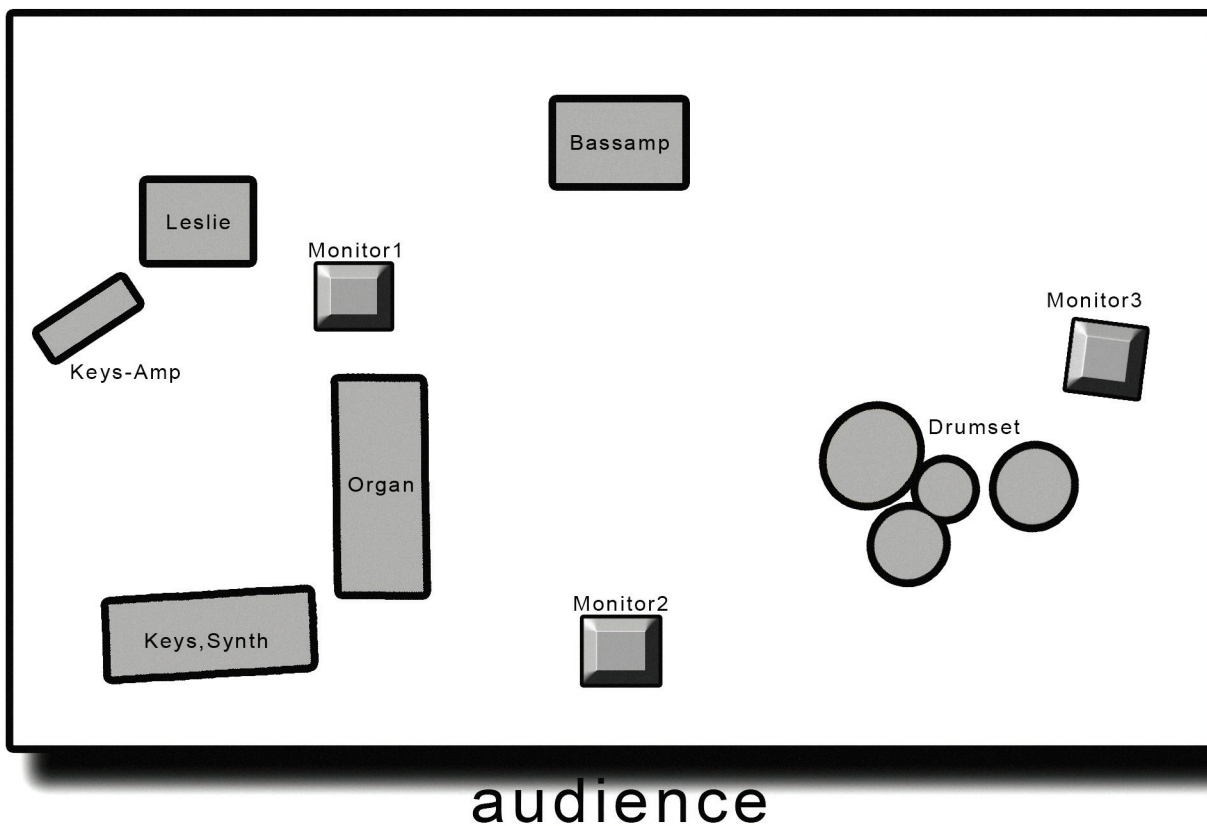 Bassamp
Leslie
Monitor1
Monitor3
Keys-Amp
Drumset
Organ
Monitor2
Keys,Synth
audience